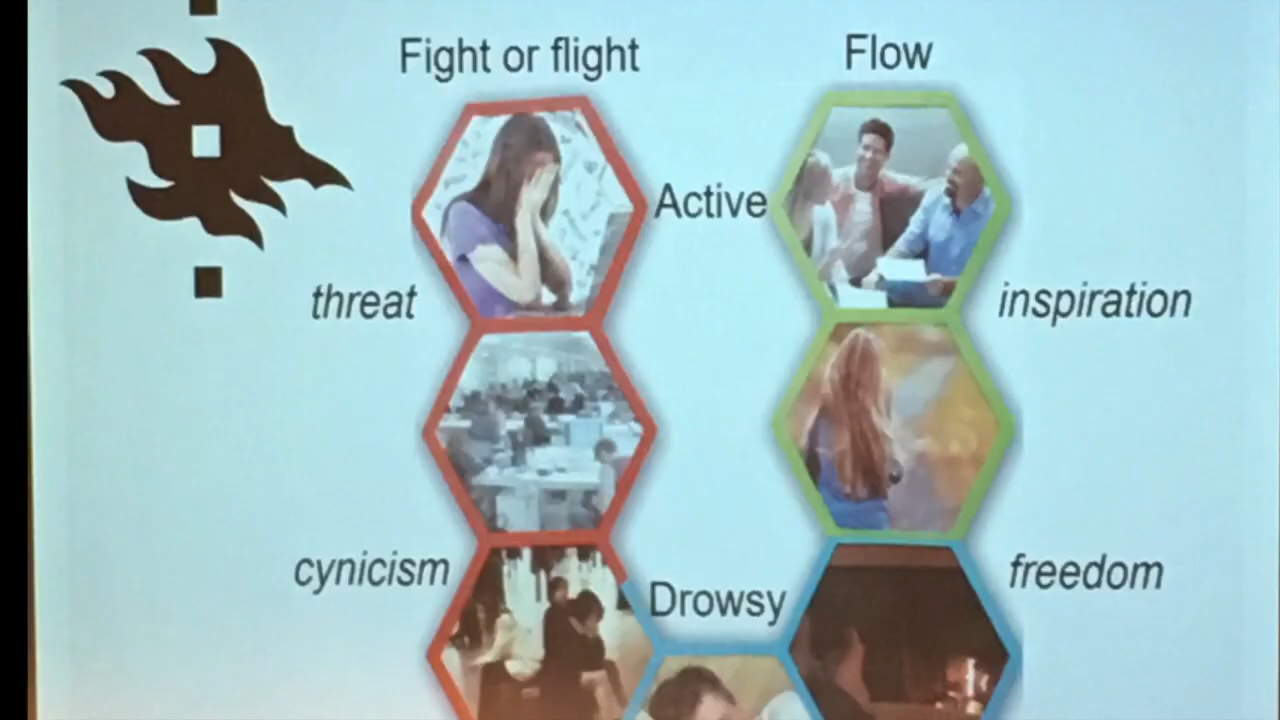 Fight or flight
Flow
Active
threat
inspiration
cynicism
freedom
Drowsy